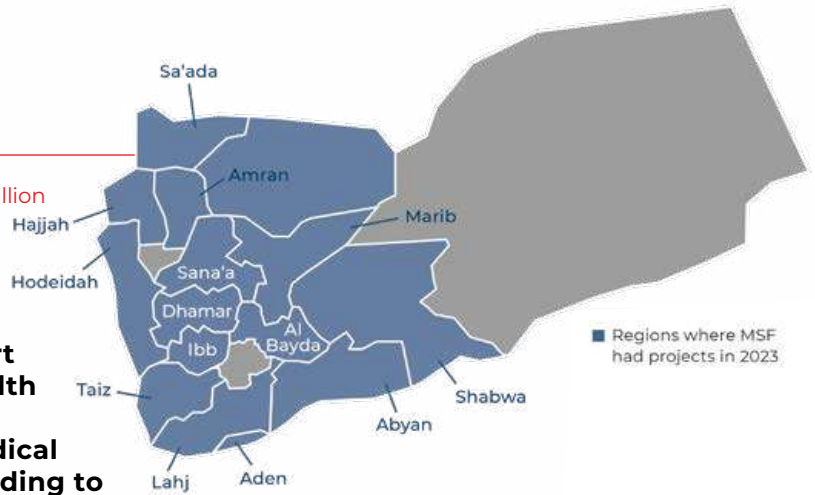 Sa'ada
llion
Amran
Hajjah
Marib
Hodeidah
Sana'a
Dhamar
Al
Bayda
Ibb
Regions where MSF
had projects in 2023
rt
lth
Taiz
Shabwa
Abyan
dical
ding to
Lahj
Aden